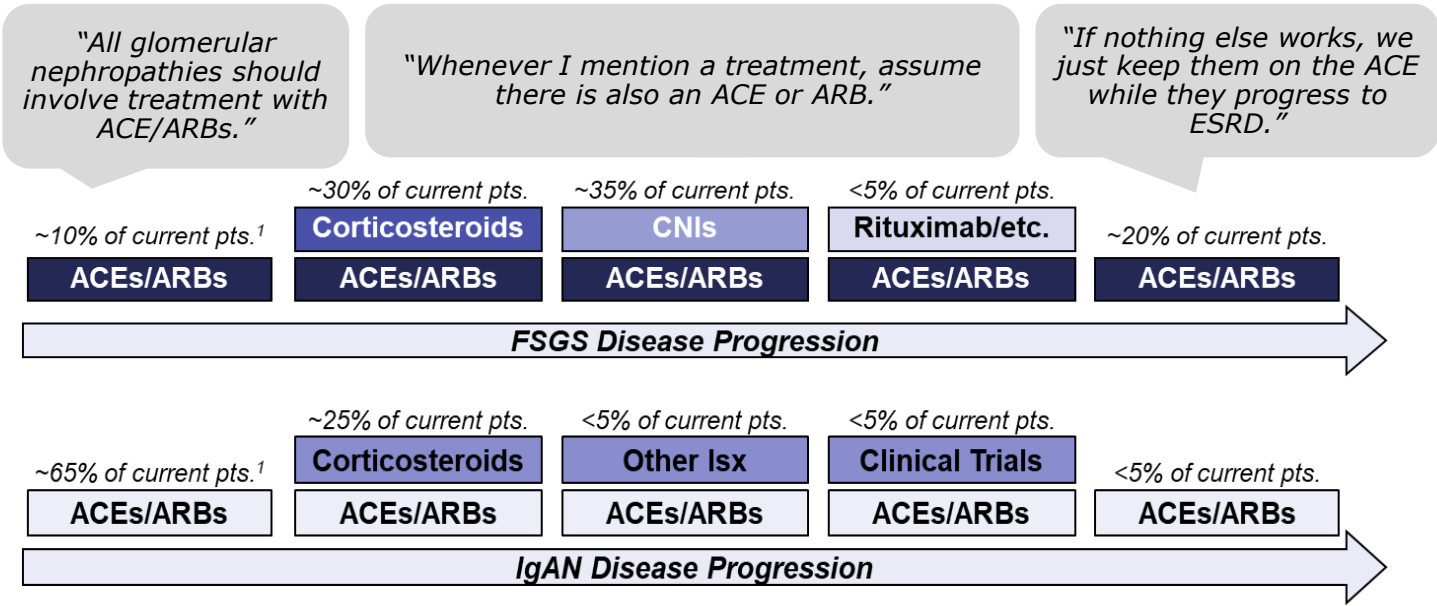 “All glomerular
nephropathies should
involve treatment with
ACE/ARBs.”
“Whenever I mention a treatment, assume
there is also an ACE or ARB.”
“If nothing else works, we
just keep them on the ACE
while they progress to
ESRD.”
~10% of current pts.¹
ACEs/ARBs
~30% of current pts.
Corticosteroids
ACEs/ARBs
~35% of current pts.
CNIs
ACEs/ARBs
<5% of current pts.
Rituximab/etc.
ACEs/ARBs
~20% of current pts.
ACEs/ARBs
FSGS Disease Progression
~65% of current pts.¹
ACEs/ARBs
~25% of current pts.
Corticosteroids
ACEs/ARBs
<5% of current pts.
Other Isx
ACEs/ARBs
<5% of current pts.
Clinical Trials
ACEs/ARBs
<5% of current pts.
ACEs/ARBs
IgAN Disease Progression